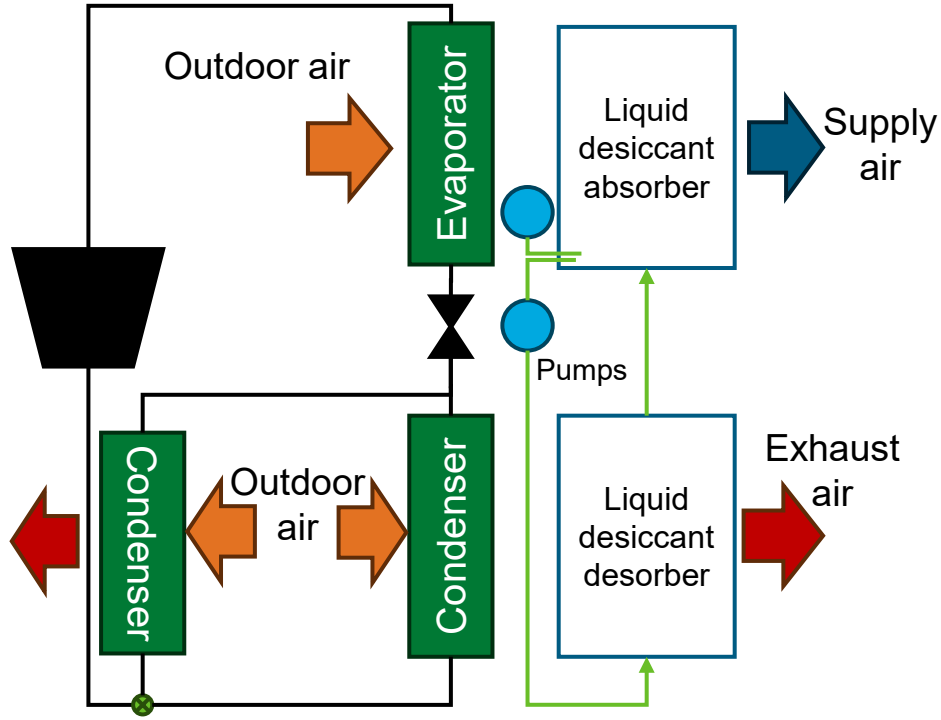 Outdoor air
Evaporator
Liquid
desiccant
absorber
Supply
air
Pumps
Condenser
Outdoor
air
Condenser
Liquid
desiccant
desorber
Exhaust
air